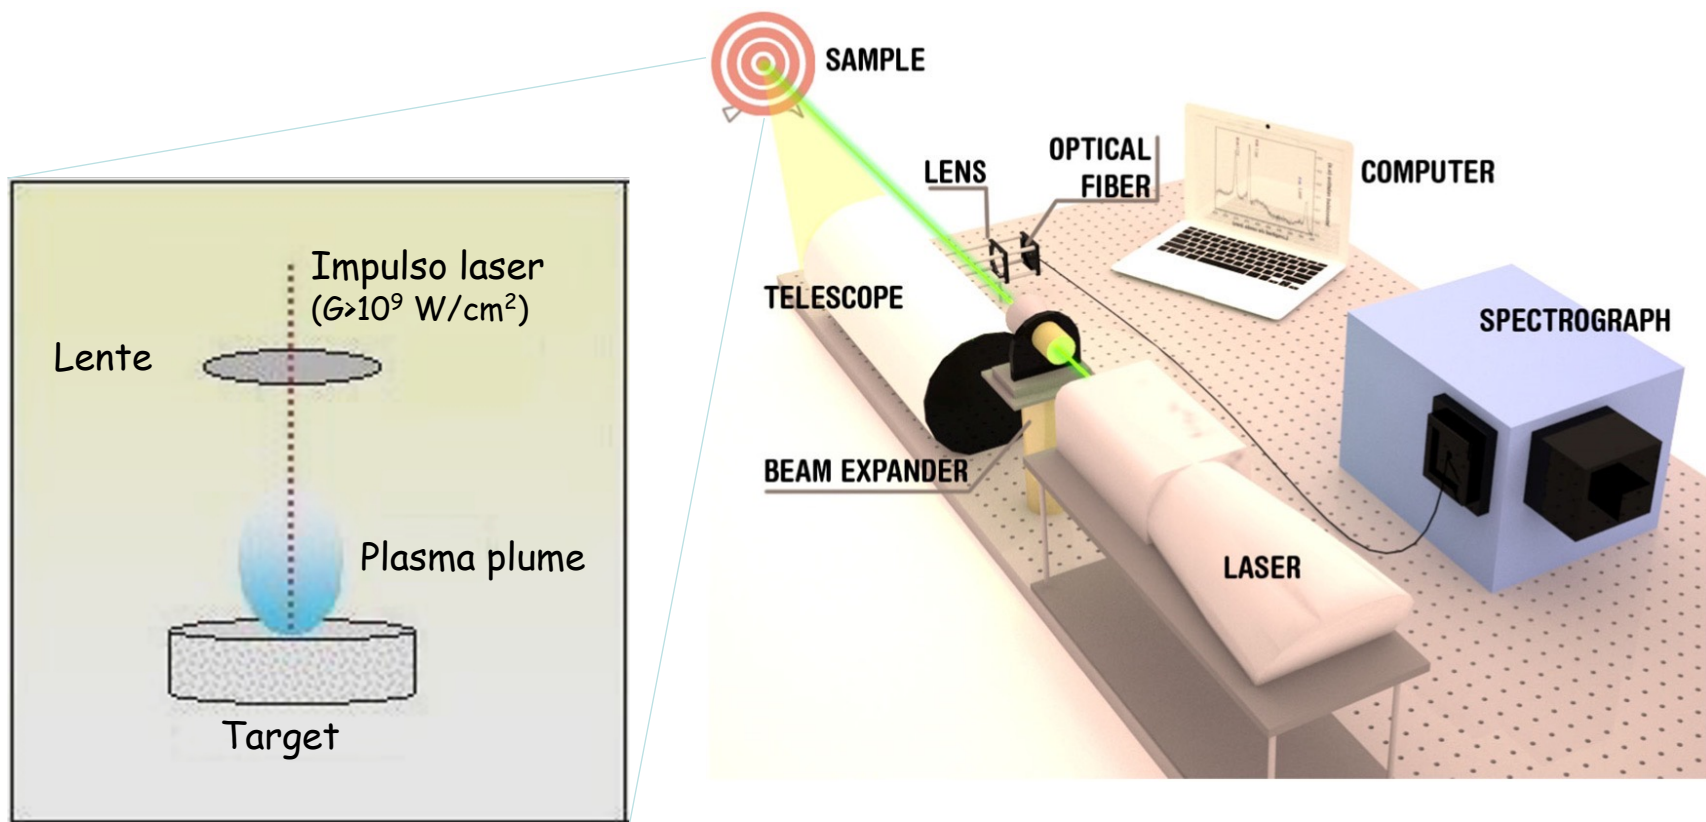 Impulso laser
(G>10⁹ W/cm²)
Lente
Plasma plume
Target
SAMPLE
LENS
OPTICAL
FIBER
COMPUTER
TELESCOPE
SPECTROGRAPH
BEAM EXPANDER
LASER